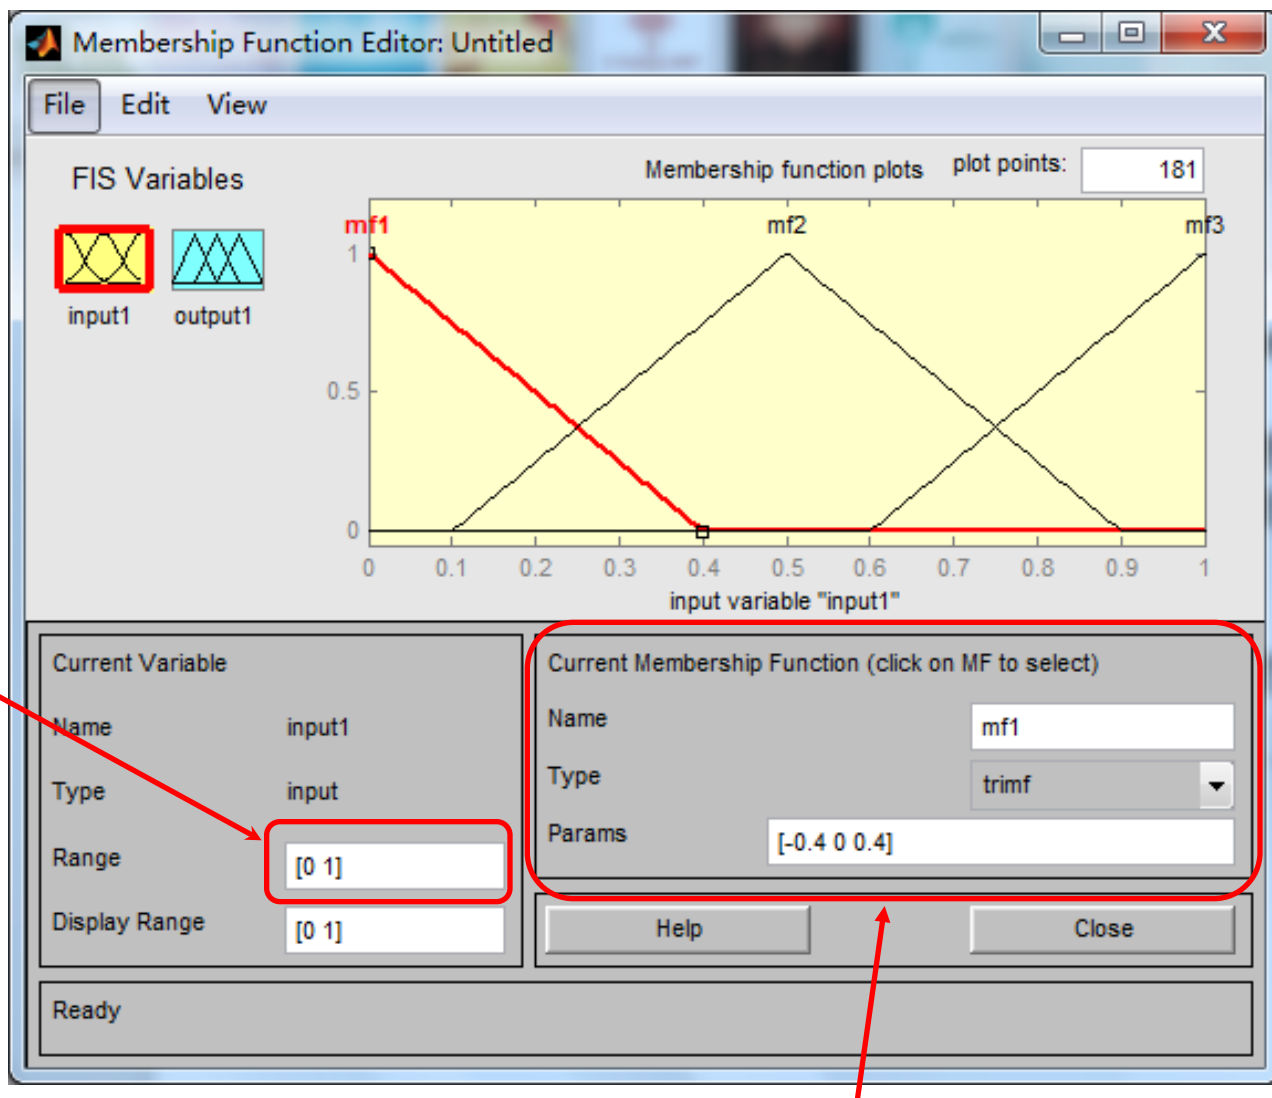 Membership Function Editor: Untitled
File Edit View
FIS Variables
Membership function plots plot points: 181
mf1 mf2 mf3
1
input1 output1
0.5
0
0 0.1 0.2 0.3 0.4 0.5 0.6 0.7 0.8 0.9 1
input variable "input1"
Current Variable
Name input1
Type input
Range [0 1]
Display Range [0 1]
Current Membership Function (click on MF to select)
Name mf1
Type trimf
Params [-0.4 0 0.4]
Help Close
Ready